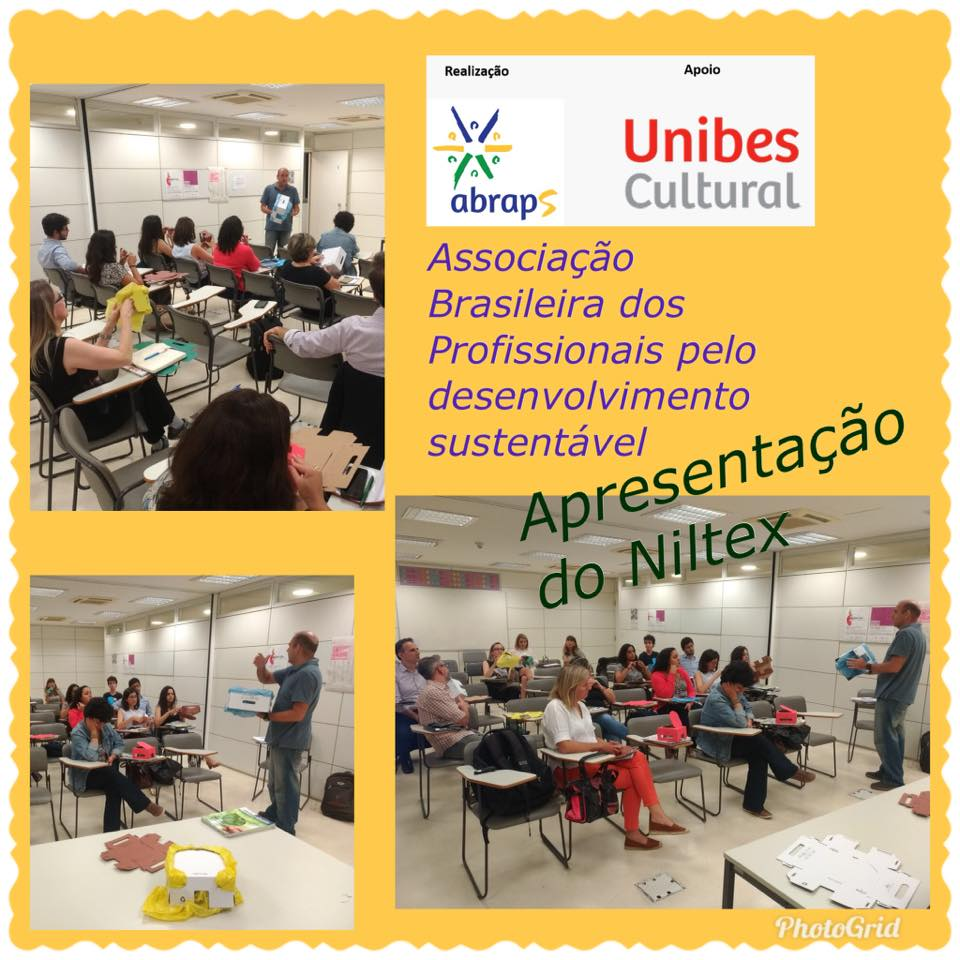 Realização
Apoio
abraps
Unibes
Cultural
Associação
Brasileira dos
Profissionais pelo
desenvolvimento
sustentável
Apresentação
do Niltex
PhotoGrid